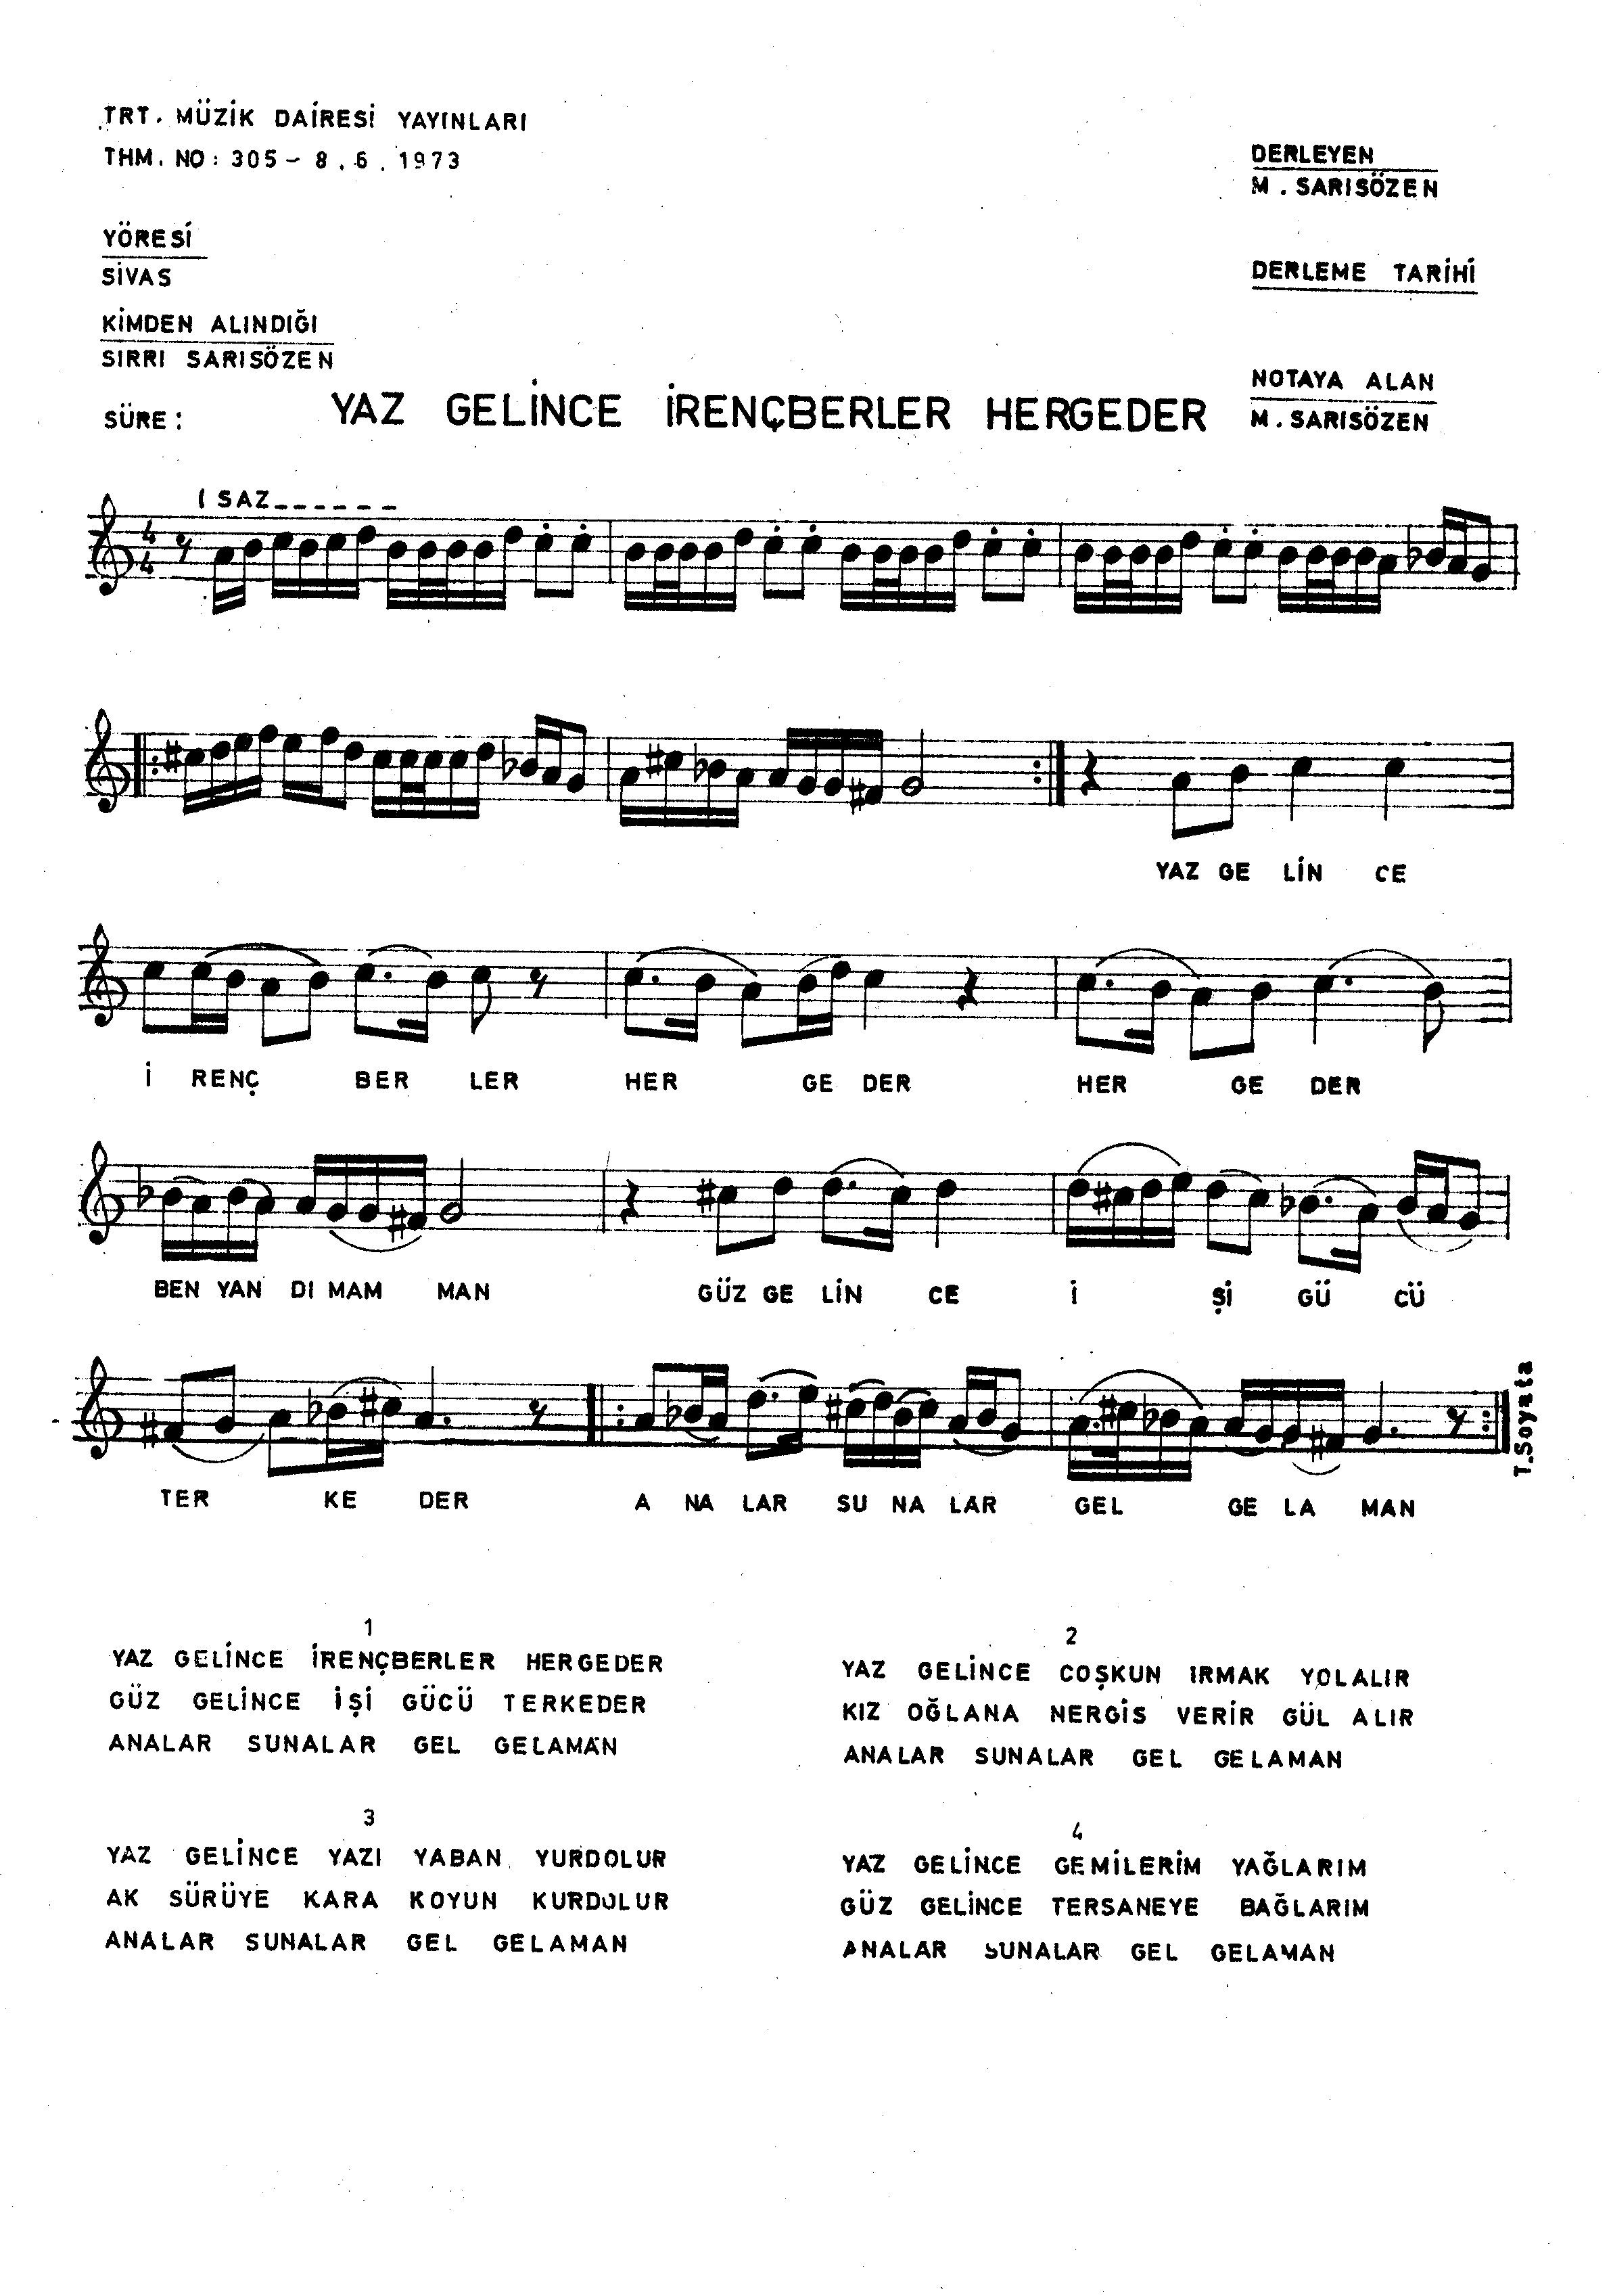 TRT. MÜZİK DAİRESİ YAYINLARI
THM. NO: 305 - 8.6.1973
DERLEYEN
M. SARISÖZEN
YÖRESİ
SİVAS
DERLEME TARİHİ
KİMDEN ALINDIĞI
SIRRI SARISÖZEN
NOTAYA ALAN
M. SARISÖZEN
SÜRE:
YAZ GELİNCE İRENÇBERLER HERGEDER
( SAZ_ _ _ _ _ _
4
4
YAZ GE LİN CE
İ RENÇ BER LER HER GE DER HER GE DER
BEN YAN DI MAM MAN GÜZ GE LİN CE İ Şİ GÜ CÜ
TER KE DER A NA LAR SU NA LAR GEL GE LA MAN
T.Soyata
1
YAZ GELİNCE İRENÇBERLER HERGEDER
GÜZ GELİNCE İŞİ GÜCÜ TERKEDER
ANALAR SUNALAR GEL GELAMAN
2
YAZ GELİNCE COŞKUN IRMAK YOLALIR
KIZ OĞLANA NERGİS VERİR GÜL ALIR
ANALAR SUNALAR GEL GELAMAN
3
YAZ GELİNCE YAZI YABAN YURDOLUR
AK SÜRÜYE KARA KOYUN KURDOLUR
ANALAR SUNALAR GEL GELAMAN
4
YAZ GELİNCE GEMİLERİM YAĞLARIM
GÜZ GELİNCE TERSANEYE BAĞLARIM
ANALAR SUNALAR GEL GELAMAN